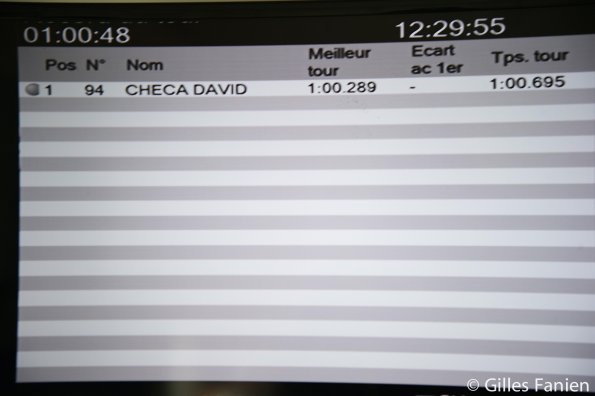 01:00:48 12:29:55
Pos N° Nom Meilleur tour Ecart ac 1er Tps. tour
1 94 CHECA DAVID 1:00.289 - 1:00.695
© Gilles Fanien